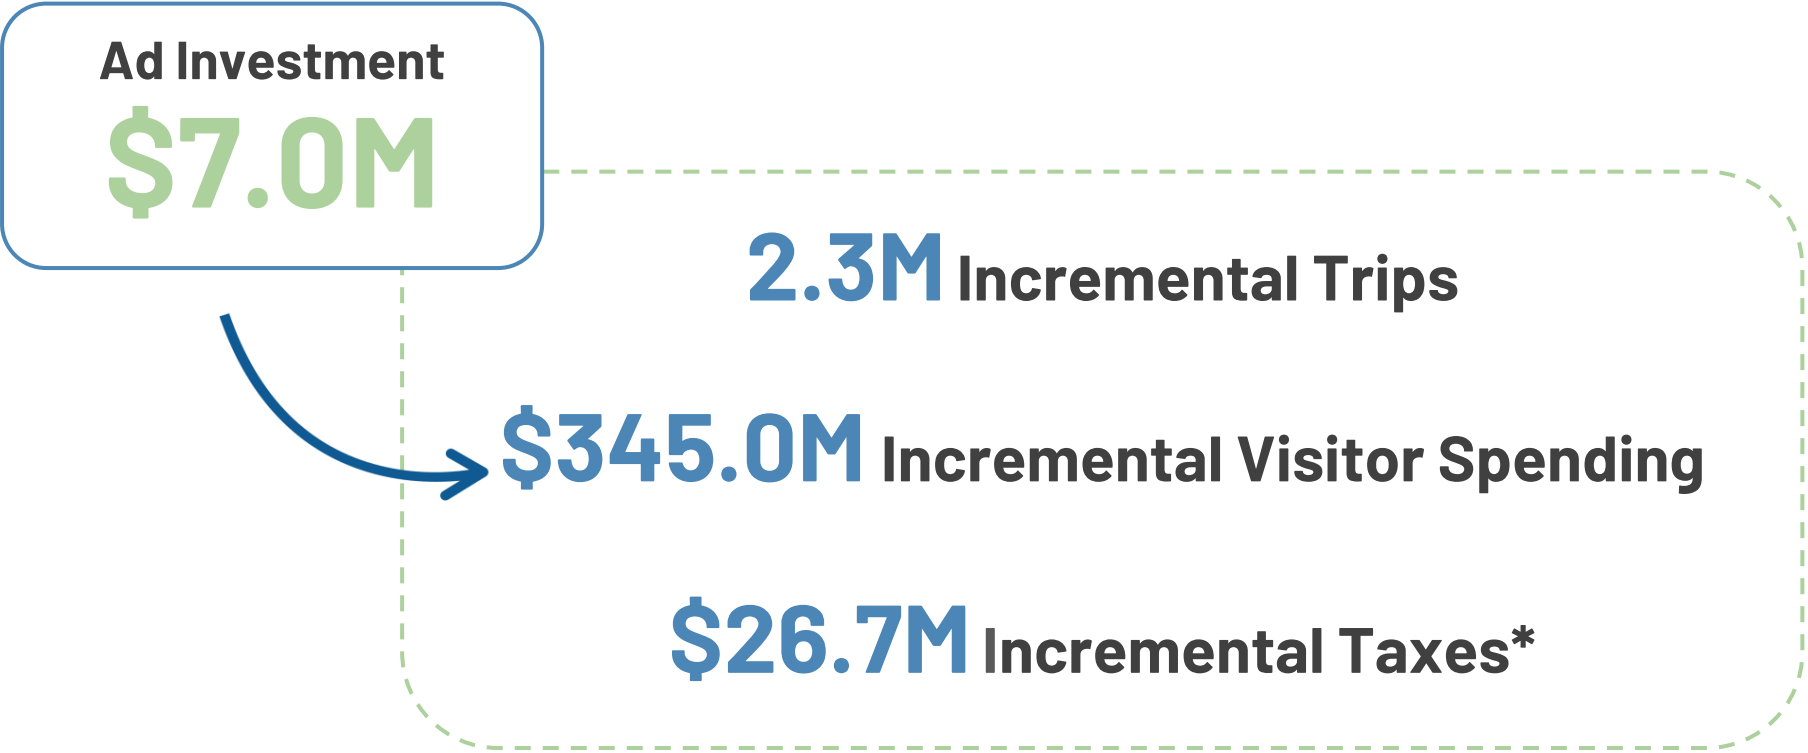 Ad Investment
$7.0M
2.3M Incremental Trips
$345.0M Incremental Visitor Spending
$26.7M Incremental Taxes*